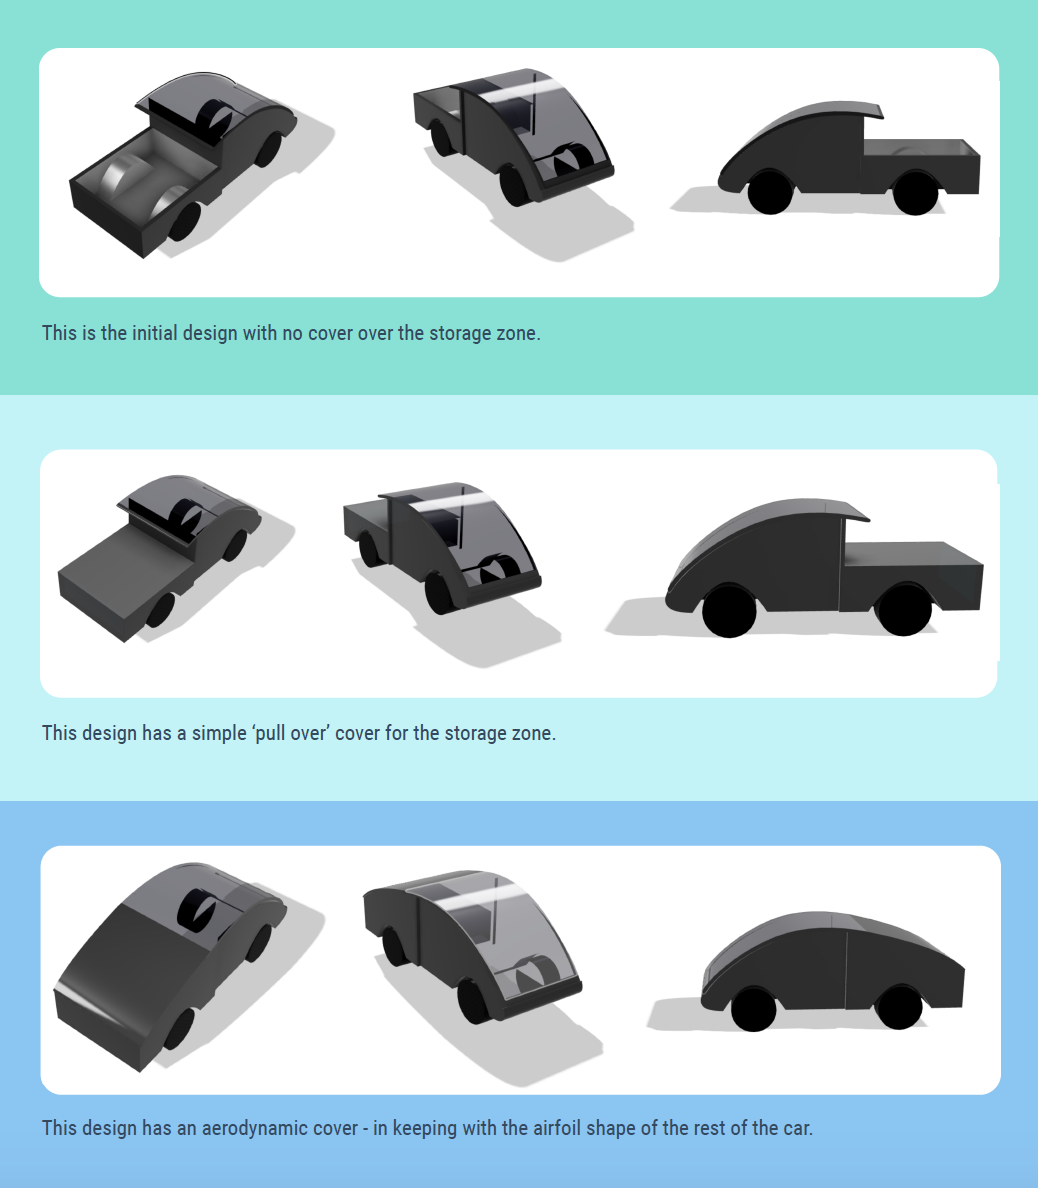 This is the initial design with no cover over the storage zone.
This design has a simple ‘pull over’ cover for the storage zone.
This design has an aerodynamic cover - in keeping with the airfoil shape of the rest of the car.